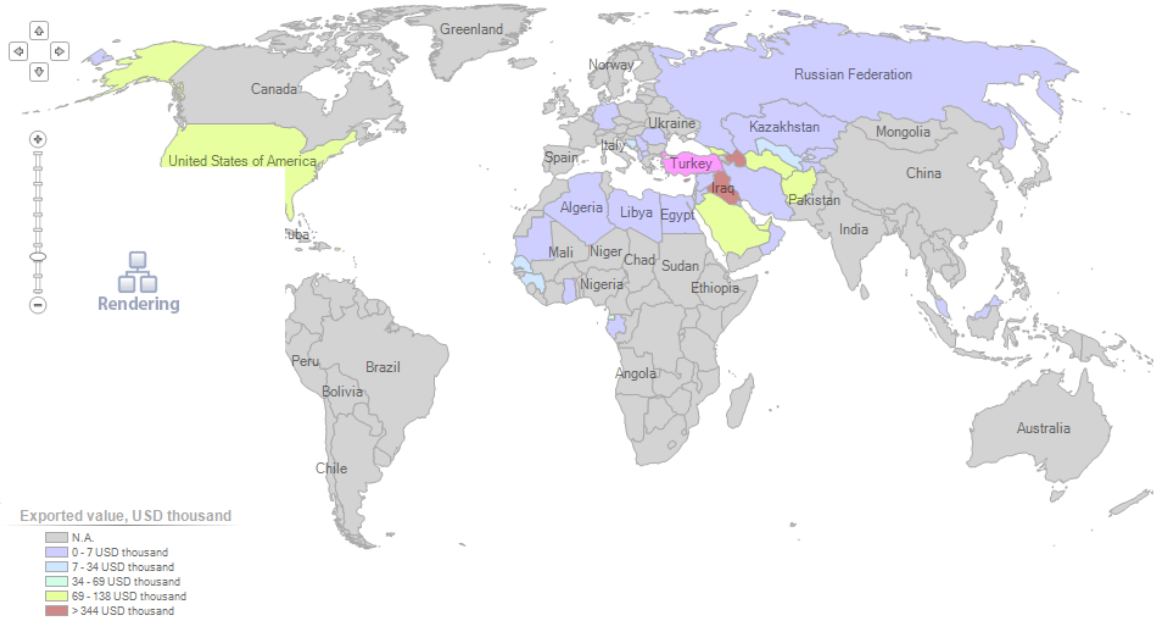 Greenland
Norway
Russian Federation
Canada
Ukraine
Kazakhstan
Mongolia
United States of America
Italy
Spain
Turkey
China
Iraq
Pakistan
Algeria
Libya
Egypt
India
uba
Mali
Niger
Chad
Sudan
Nigeria
Ethiopia
Rendering
Peru
Brazil
Angola
Bolivia
Australia
Chile
Exported value, USD thousand
N.A.
0 - 7 USD thousand
7 - 34 USD thousand
34 - 69 USD thousand
69 - 138 USD thousand
> 344 USD thousand